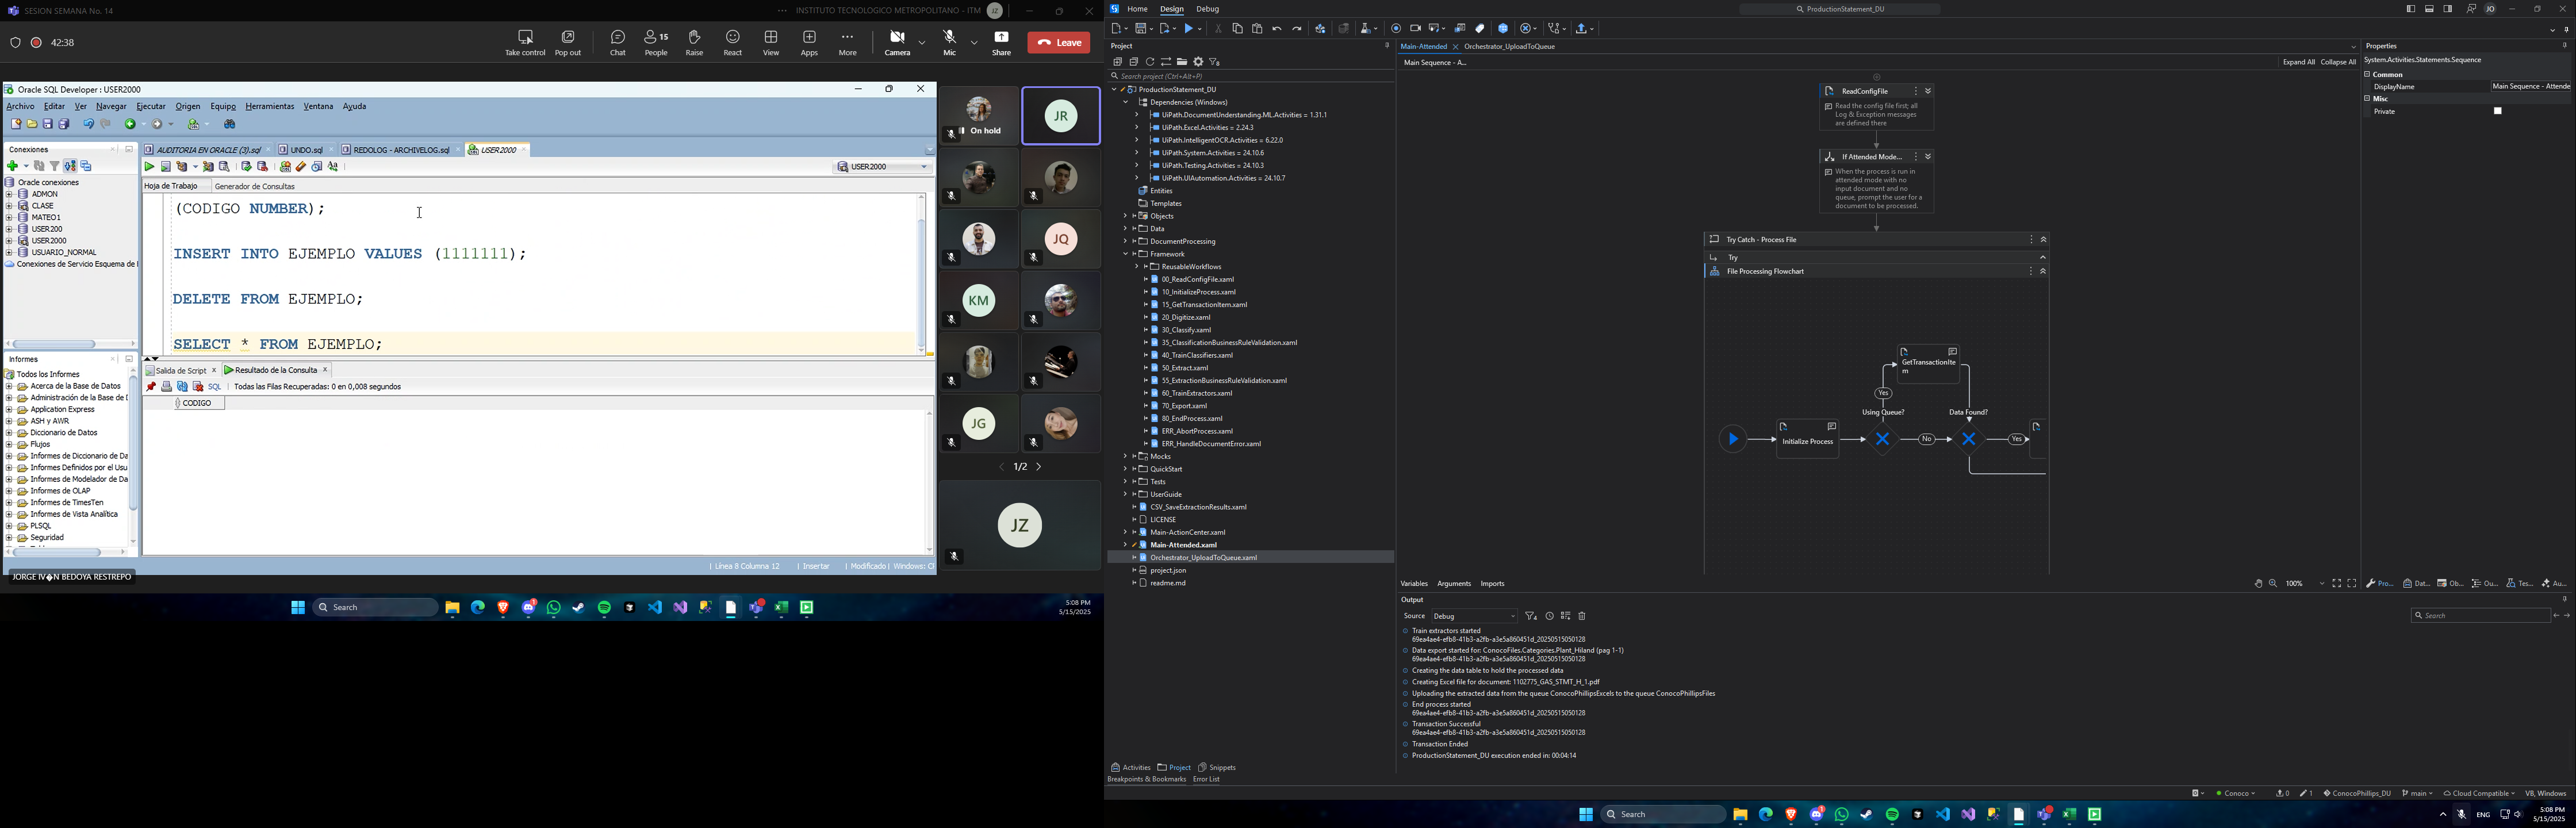 SESION SEMANA No. 14
INSTITUTO TECNOLOGICO METROPOLITANO - ITM
JZ
42:38
Take control
Pop out
Chat
15
People
Raise
React
View
Apps
More
Camera
Mic
Share
Leave
Oracle SQL Developer : USER2000
Archivo Editar Ver Navegar Ejecutar Origen Equipo Herramientas Ventana Ayuda
Conexiones
AUDITORIA EN ORACLE (3).sql
UNDO.sql
REDOLOG - ARCHIVELOG.sql
USER2000
USER2000
Hoja de Trabajo
Generador de Consultas
Oracle conexiones
ADMON
CLASE
MATEO1
USER200
USER2000
USUARIO_NORMAL
Conexiones de Servicio Esquema de
(CODIGO NUMBER);
INSERT INTO EJEMPLO VALUES (1111111);
DELETE FROM EJEMPLO;
SELECT * FROM EJEMPLO;
Informes
Todos los Informes
Acerca de la Base de Datos
Administración de la Base de
Application Express
ASH y AWR
Diccionario de Datos
Flujos
Informes de Diccionario de Da
Informes Definidos por el Usu
Informes de Modelador de Da
Informes de OLAP
Informes de TimesTen
Informes de Vista Analítica
PLSQL
Seguridad
Salida de Script
Resultado de la Consulta
SQL
Todas las Filas Recuperadas: 0 en 0,008 segundos
CODIGO
Línea 8 Columna 12
Insertar
Modificado
Windows: C
JORGE IV�N BEDOYA RESTREPO
On hold
JR
JQ
KM
JG
1/2
JZ
Search
5:08 PM
5/15/2025
Home Design Debug
ProductionStatement_DU
JO
Project
Search project (Ctrl+Alt+P)
ProductionStatement_DU
Dependencies (Windows)
UiPath.DocumentUnderstanding.ML.Activities = 1.31.1
UiPath.Excel.Activities = 2.24.3
UiPath.IntelligentOCR.Activities = 6.22.0
UiPath.System.Activities = 24.10.6
UiPath.Testing.Activities = 24.10.3
UiPath.UIAutomation.Activities = 24.10.7
Entities
Templates
Objects
Data
DocumentProcessing
Framework
ReusableWorkflows
00_ReadConfigFile.xaml
10_InitializeProcess.xaml
15_GetTransactionItem.xaml
20_Digitize.xaml
30_Classify.xaml
35_ClassificationBusinessRuleValidation.xaml
40_TrainClassifiers.xaml
50_Extract.xaml
55_ExtractionBusinessRuleValidation.xaml
60_TrainExtractors.xaml
70_Export.xaml
80_EndProcess.xaml
ERR_AbortProcess.xaml
ERR_HandleDocumentError.xaml
Mocks
QuickStart
Tests
UserGuide
CSV_SaveExtractionResults.xaml
LICENSE
Main-ActionCenter.xaml
Main-Attended.xaml
Orchestrator_UploadToQueue.xaml
project.json
readme.md
Activities Project Snippets
Breakpoints & Bookmarks Error List
Main-Attended
Orchestrator_UploadToQueue
Main Sequence - A...
Expand All Collapse All
ReadConfigFile
Read the config file first; all
Log & Exception messages
are defined there
If Attended Mode...
When the process is run in
attended mode with no
input document and no
queue, prompt the user for
a document to be processed.
Try Catch - Process File
Try
File Processing Flowchart
GetTransactionIte
m
Yes
Using Queue?
Data Found?
Initialize Process
No
Yes
Variables Arguments Imports
100%
Output
Source
Debug
Search
Train extractors started
69ea4ae4-efb8-41b3-a2fb-a3e5a860451d_20250515050128
Data export started for: ConocoFiles.Categories.Plant_Hiland (pag 1-1)
69ea4ae4-efb8-41b3-a2fb-a3e5a860451d_20250515050128
Creating the data table to hold the processed data
Creating Excel file for document: 1102775_GAS_STMT_H_1.pdf
Uploading the extracted data from the queue ConocoPhillipsExcels to the queue ConocoPhillipsFiles
End process started
69ea4ae4-efb8-41b3-a2fb-a3e5a860451d_20250515050128
Transaction Successful
69ea4ae4-efb8-41b3-a2fb-a3e5a860451d_20250515050128
Transaction Ended
ProductionStatement_DU execution ended in: 00:04:14
Properties
System.Activities.Statements.Sequence
Common
DisplayName
Main Sequence - Attende
Misc
Private
Pro...
Dat...
Ob...
Ou...
Tes...
Au...
Conoco
0
1
ConocoPhillips_DU
main
Cloud Compatible
VB, Windows
Search
ENG
5:08 PM
5/15/2025